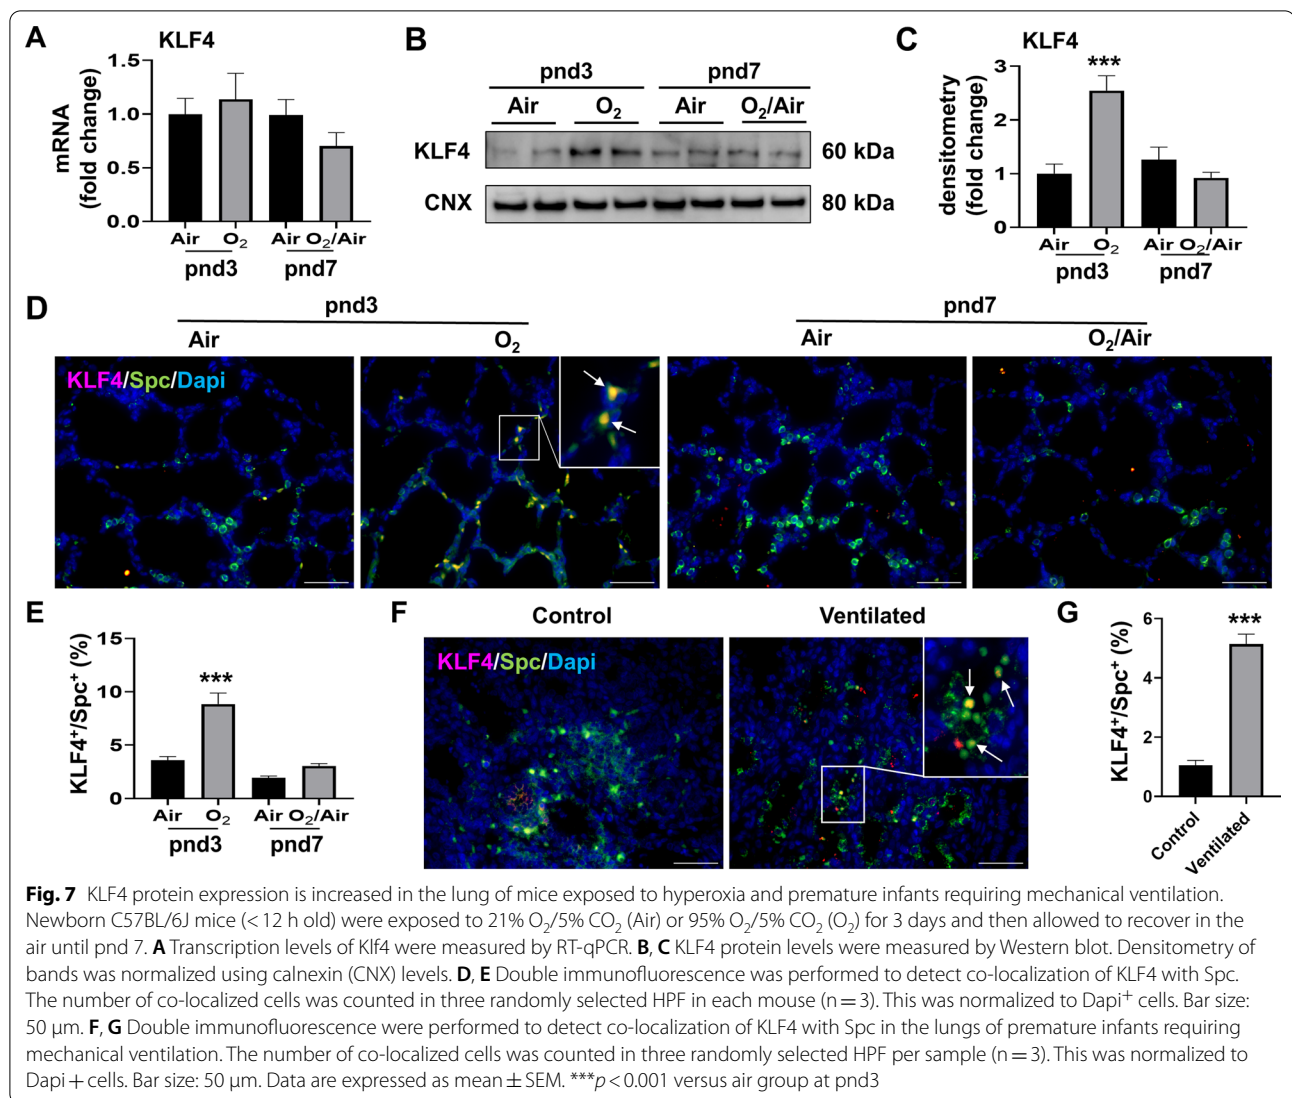 A
KLF4
mRNA
(fold change)
1.5
1.0
0.5
0.0
Air O₂ Air O₂/Air
pnd3 pnd7
B
pnd3 pnd7
Air O₂ Air O₂/Air
KLF4 60 kDa
CNX 80 kDa
C
KLF4
densitometry
(fold change)
3
2
1
0
***
Air O₂ Air O₂/Air
pnd3 pnd7
D
pnd3 pnd7
Air O₂ Air O₂/Air
KLF4/Spc/Dapi
E
KLF4⁺/Spc⁺ (%)
15
10
5
0
***
Air O₂ Air O₂/Air
pnd3 pnd7
F
Control Ventilated
KLF4/Spc/Dapi
G
KLF4⁺/Spc⁺ (%)
6
4
2
0
***
Control
Ventilated
Fig. 7 KLF4 protein expression is increased in the lung of mice exposed to hyperoxia and premature infants requiring mechanical ventilation.
Newborn C57BL/6J mice (< 12 h old) were exposed to 21% O₂/5% CO₂ (Air) or 95% O₂/5% CO₂ (O₂) for 3 days and then allowed to recover in the
air until pnd 7. A Transcription levels of Klf4 were measured by RT-qPCR. B, C KLF4 protein levels were measured by Western blot. Densitometry of
bands was normalized using calnexin (CNX) levels. D, E Double immunofluorescence was performed to detect co-localization of KLF4 with Spc.
The number of co-localized cells was counted in three randomly selected HPF in each mouse (n = 3). This was normalized to Dapi⁺ cells. Bar size:
50 µm. F, G Double immunofluorescence were performed to detect co-localization of KLF4 with Spc in the lungs of premature infants requiring
mechanical ventilation. The number of co-localized cells was counted in three randomly selected HPF per sample (n = 3). This was normalized to
Dapi + cells. Bar size: 50 µm. Data are expressed as mean ± SEM. ***p < 0.001 versus air group at pnd3